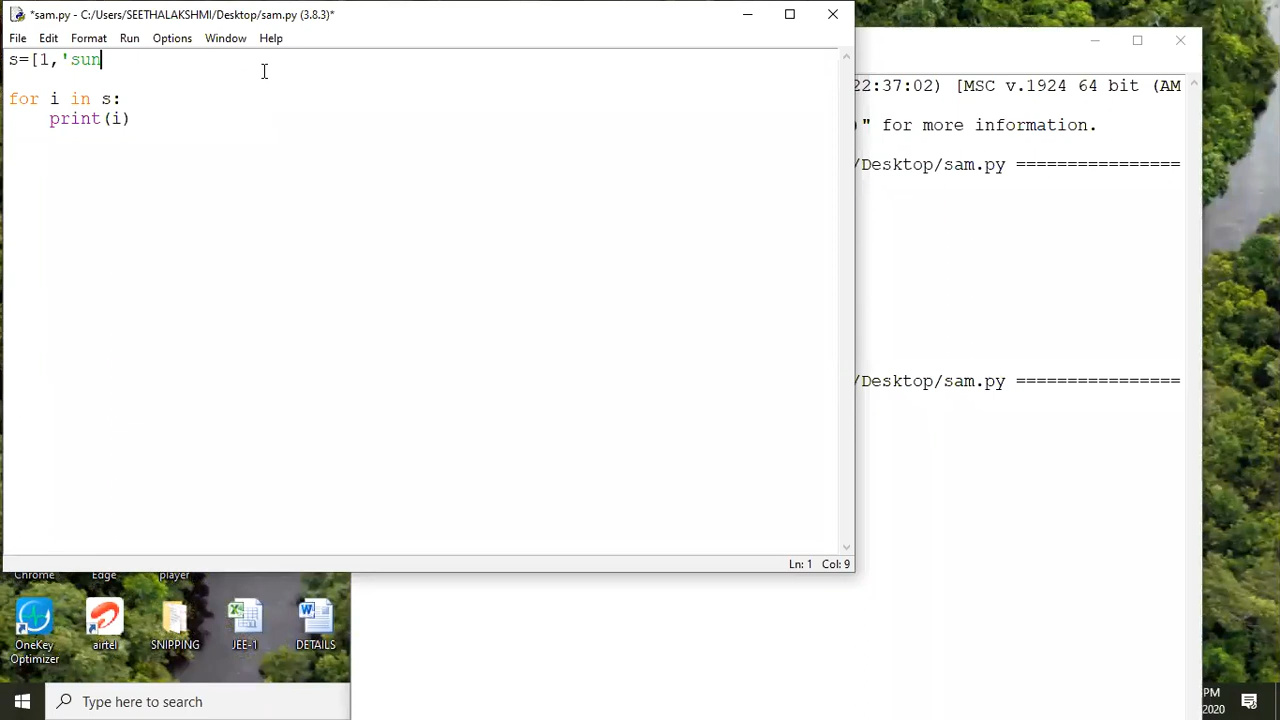 *sam.py - C:/Users/SEETHALAKSHMI/Desktop/sam.py (3.8.3)*
File Edit Format Run Options Window Help
s=[1,'sun
for i in s:
    print(i)
22:37:02) [MSC v.1924 64 bit (AM
" for more information.
/Desktop/sam.py ================
/Desktop/sam.py ================
Ln: 1 Col: 9
Chrome Edge player
OneKey Optimizer
airtel
SNIPPING
JEE-1
DETAILS
Type here to search
PM
2020